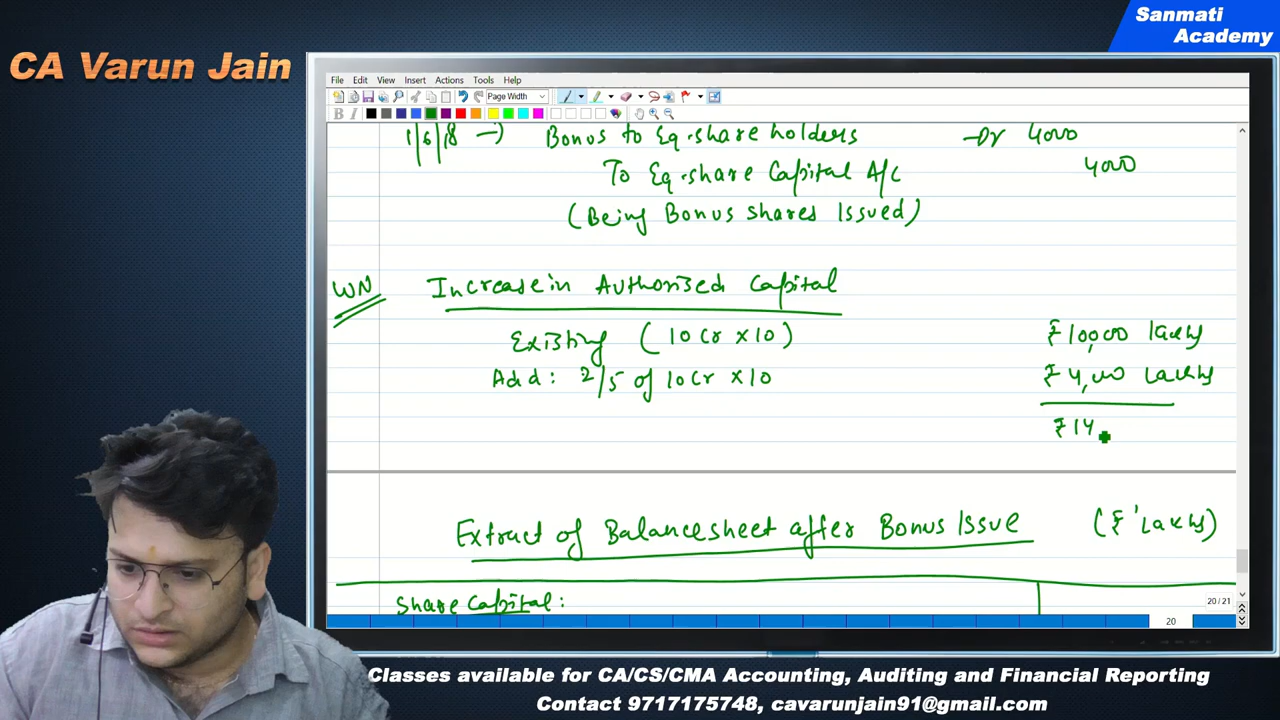 Sanmati
Academy
CA Varun Jain
File Edit View Insert Actions Tools Help
Page Width
B I
1/6/18 → Bonus to Eq. share holders —Dr 4000
To Eq. share Capital A/c 4000
(Being Bonus shares Issued)
WN Increase in Authorised Capital
Existing (10 Cr × 10) ₹10,000 lakhs
Add: 2/5 of 10 Cr × 10 ₹4,000 lakhs
₹14
Extract of Balance sheet after Bonus Issue (₹' lakhs)
Share Capital:
20/21
20
Classes available for CA/CS/CMA Accounting, Auditing and Financial Reporting
Contact 9717175748, cavarunjain91@gmail.com